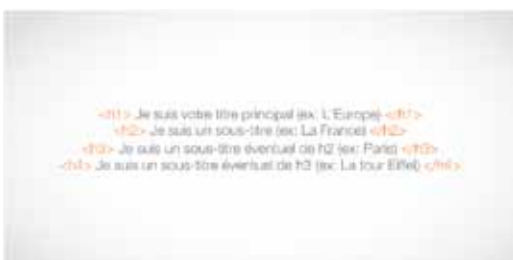 <h1> Je suis votre titre principal (ex: L'Europe) </h1>
<h2> Je suis un sous-titre (ex: La France) </h2>
<h3> Je suis un sous-titre éventuel de h2 (ex: Paris) </h3>
<h4> Je suis un sous-titre éventuel de h3 (ex: La tour Eiffel) </h4>